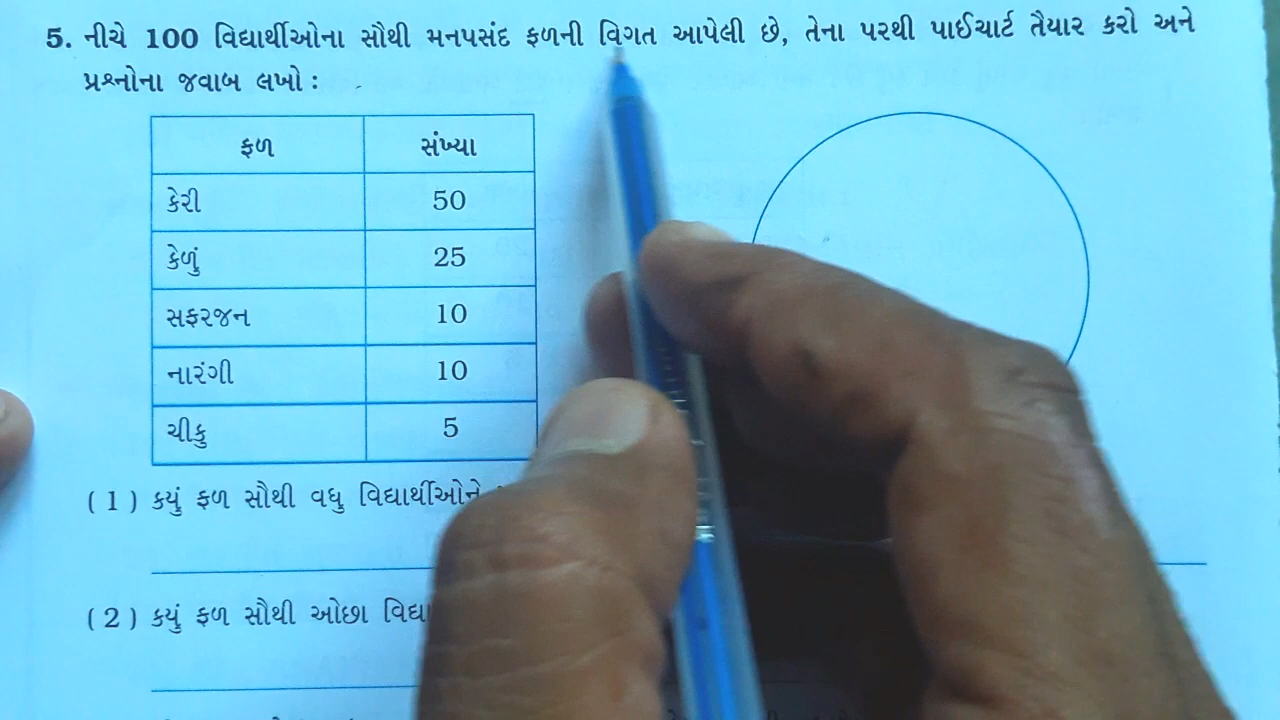 5. નીચે 100 વિદ્યાર્થીઓના સૌથી મનપસંદ ફળની વિગત આપેલી છે, તેના પરથી પાઈચાર્ટ તૈયાર કરો અને
પ્રશ્નોના જવાબ લખો :
ફળ સંખ્યા
કેરી 50
કેળું 25
સફરજન 10
નારંગી 10
ચીકુ 5
( 1 ) કયું ફળ સૌથી વધુ વિદ્યાર્થીઓને
( 2 ) કયું ફળ સૌથી ઓછા